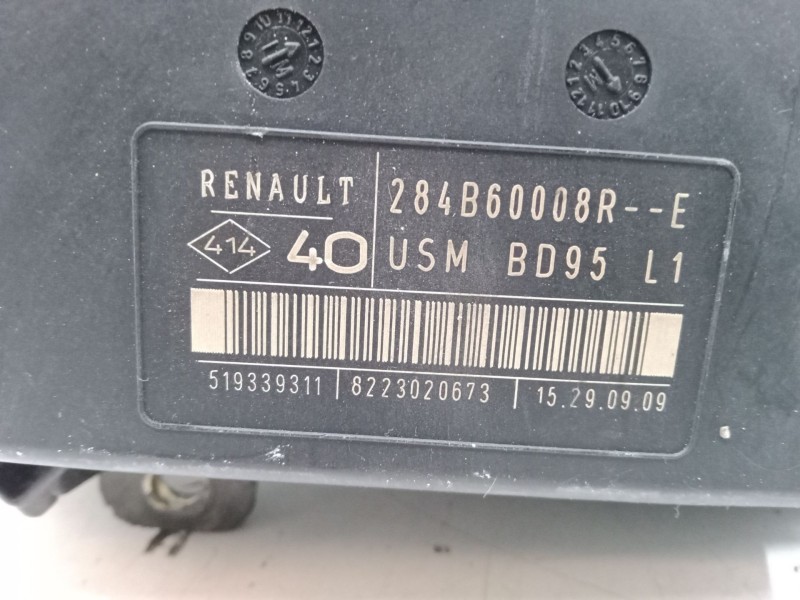 RENAULT 284B60008R--E
414 40 USM BD95 L1
519339311 8223020673 15.29.09.09